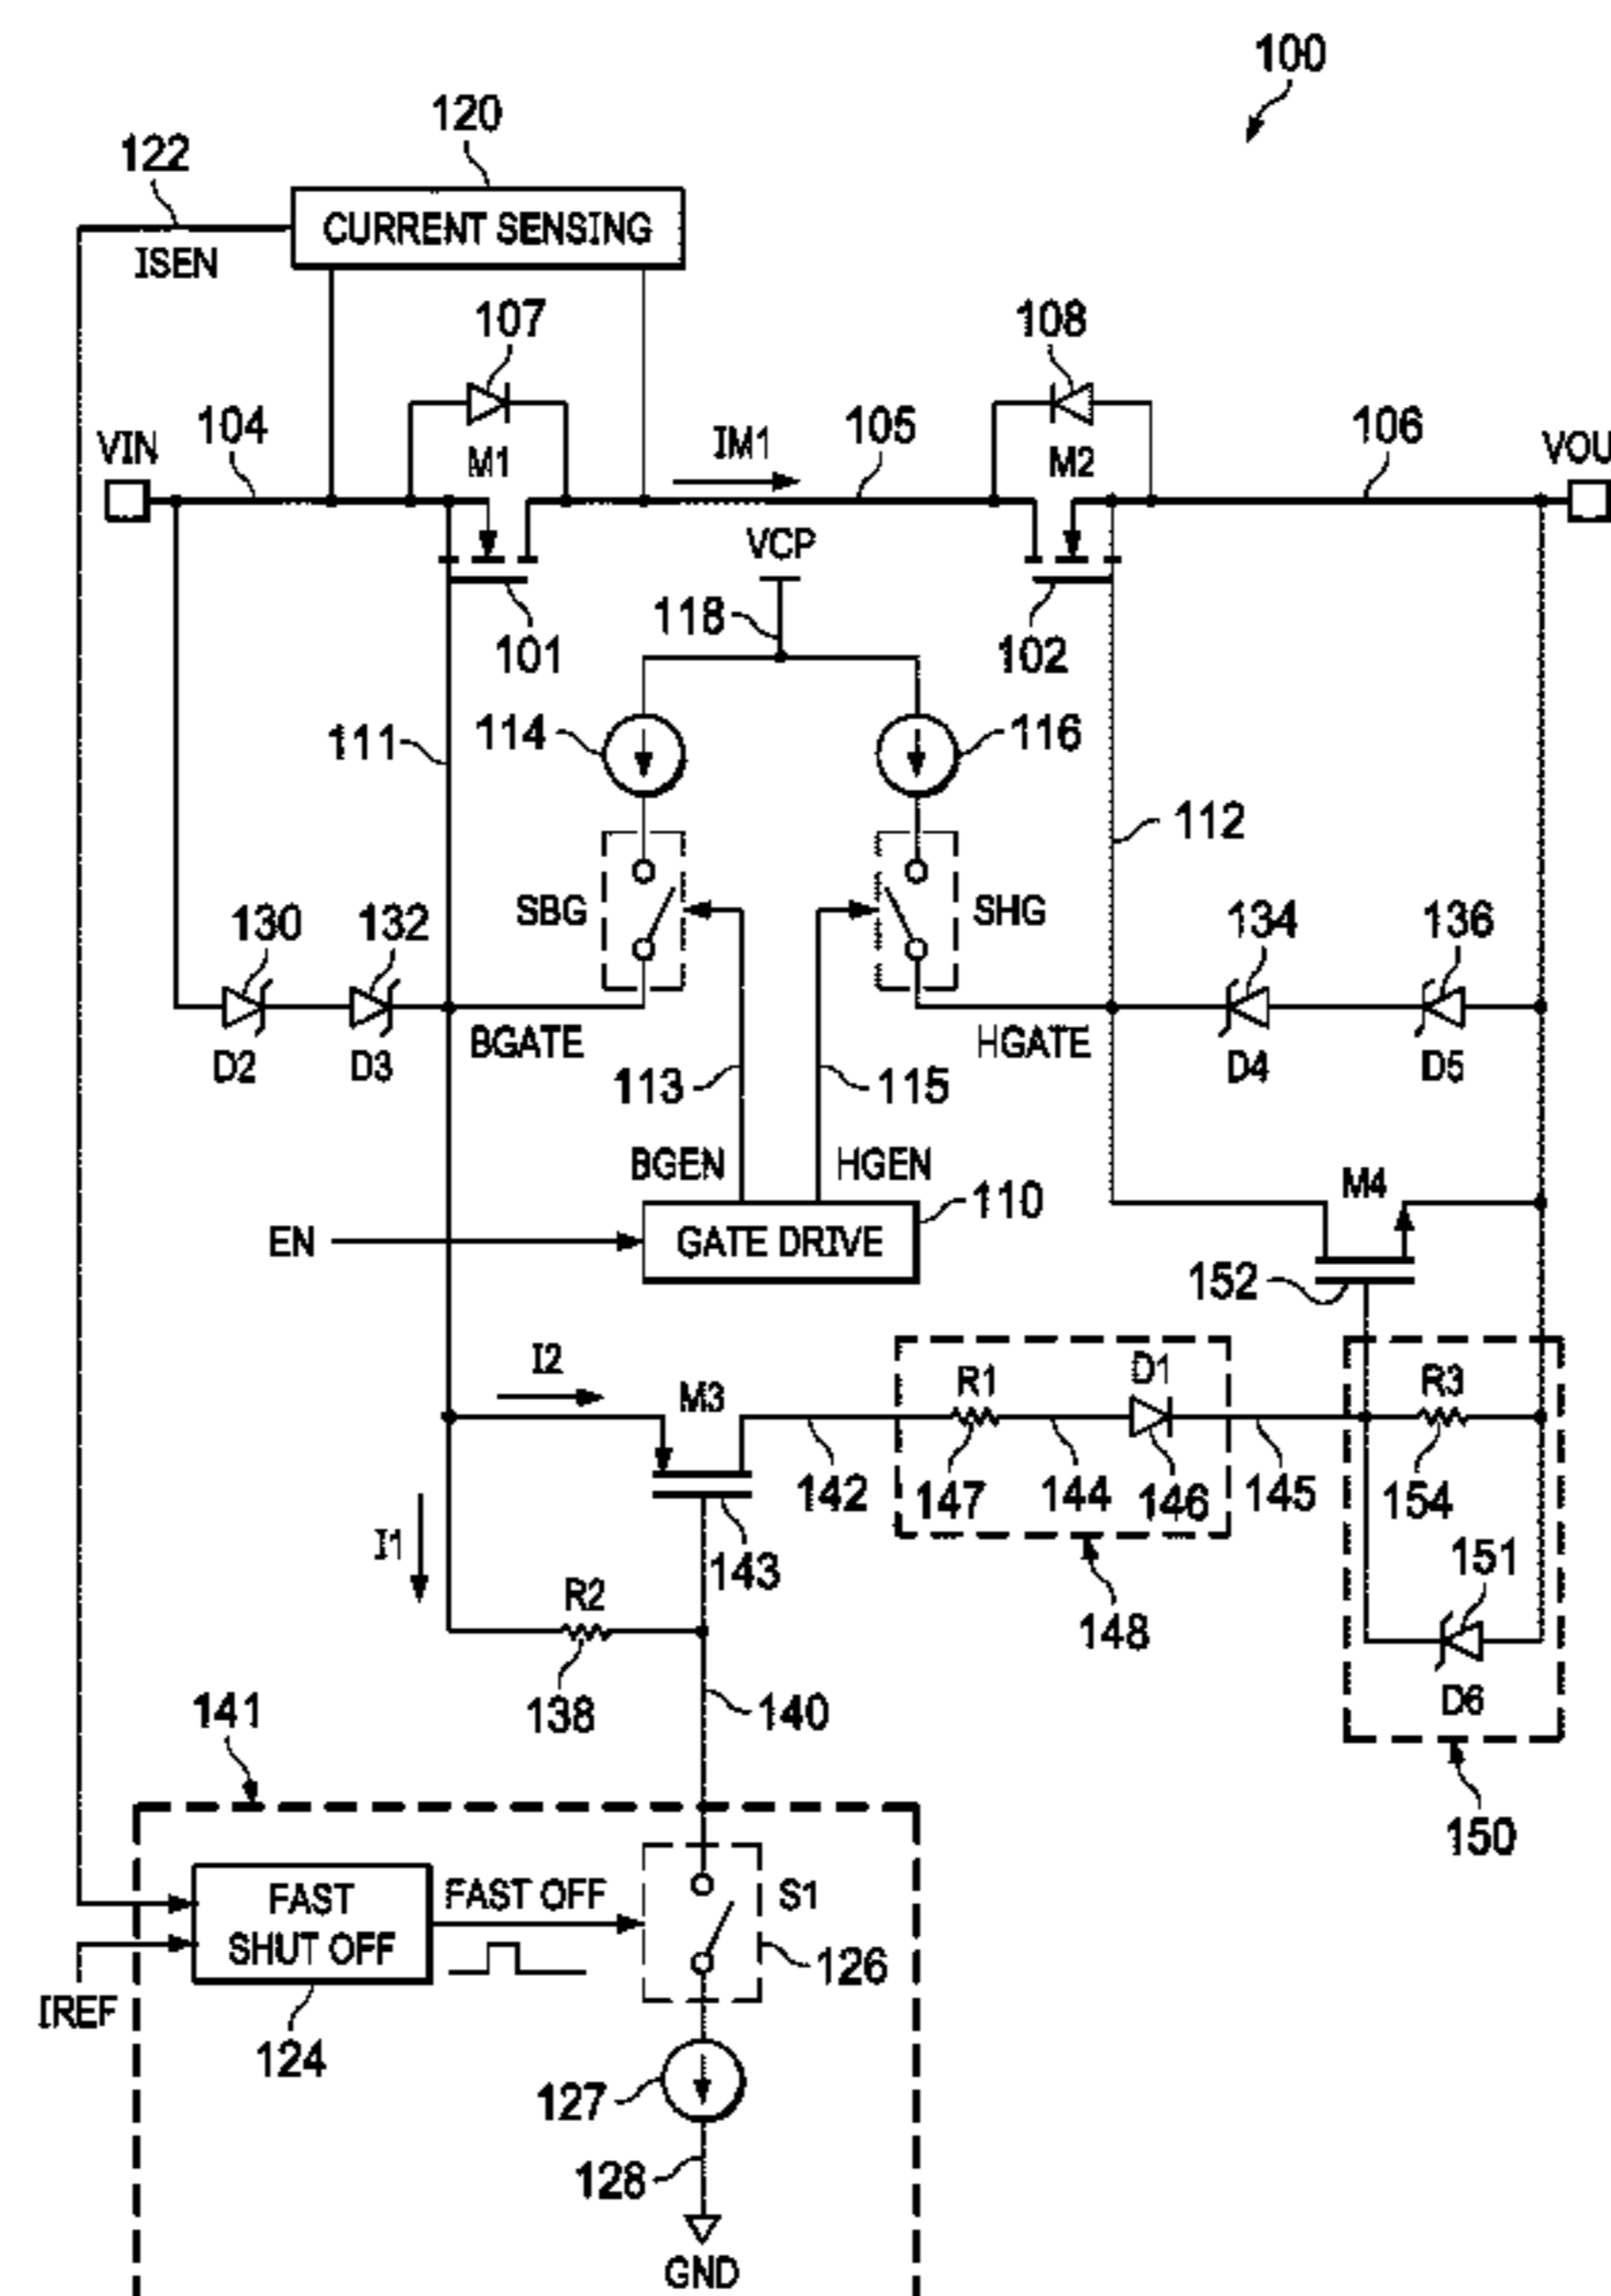 100
120
122
CURRENT SENSING
ISEN
107
108
104
VIN
M1
IM1
105
M2
106
VOU
VCP
118
101
102
111
114
116
112
SBG
SHG
130
132
134
136
D2
D3
BGATE
HGATE
D4
D5
113
115
BGEN
HGEN
M4
110
EN
GATE DRIVE
152
I2
M3
R1
D1
R3
142
147
144
146
145
154
I1
143
151
R2
148
138
140
D6
141
150
FAST SHUT OFF
FAST OFF
S1
126
IREF
124
127
128
GND